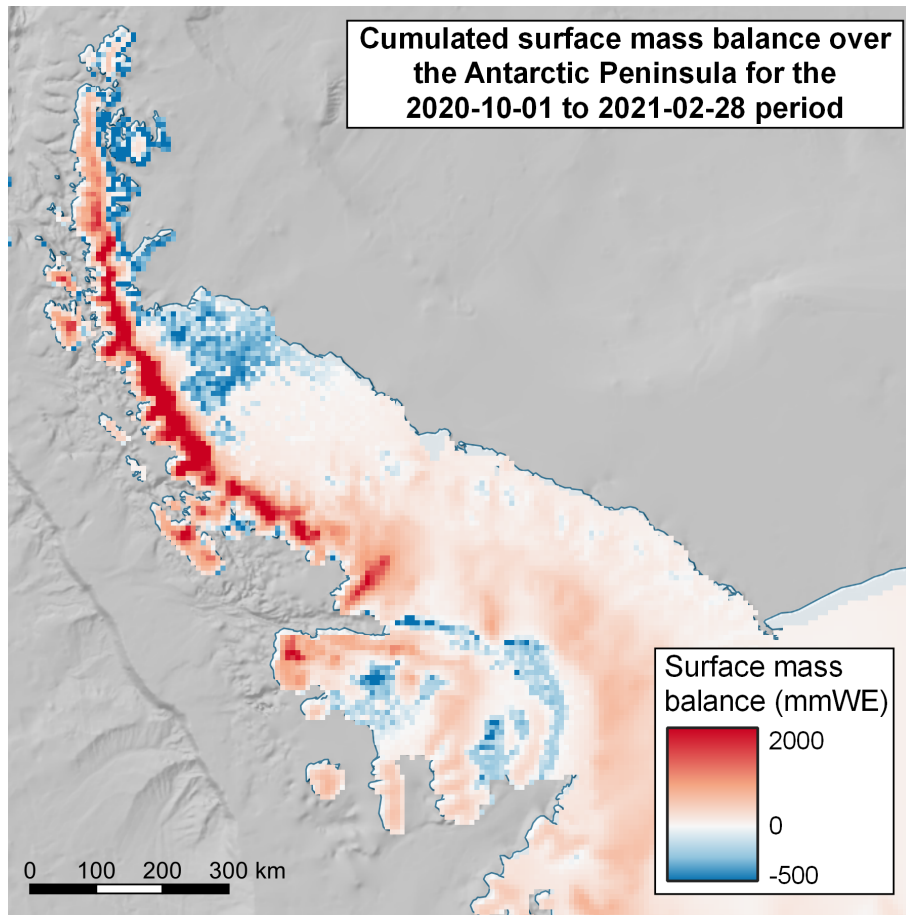 Cumulated surface mass balance over
the Antarctic Peninsula for the
2020-10-01 to 2021-02-28 period
Surface mass
balance (mmWE)
2000
0
-500
0 100 200 300 km